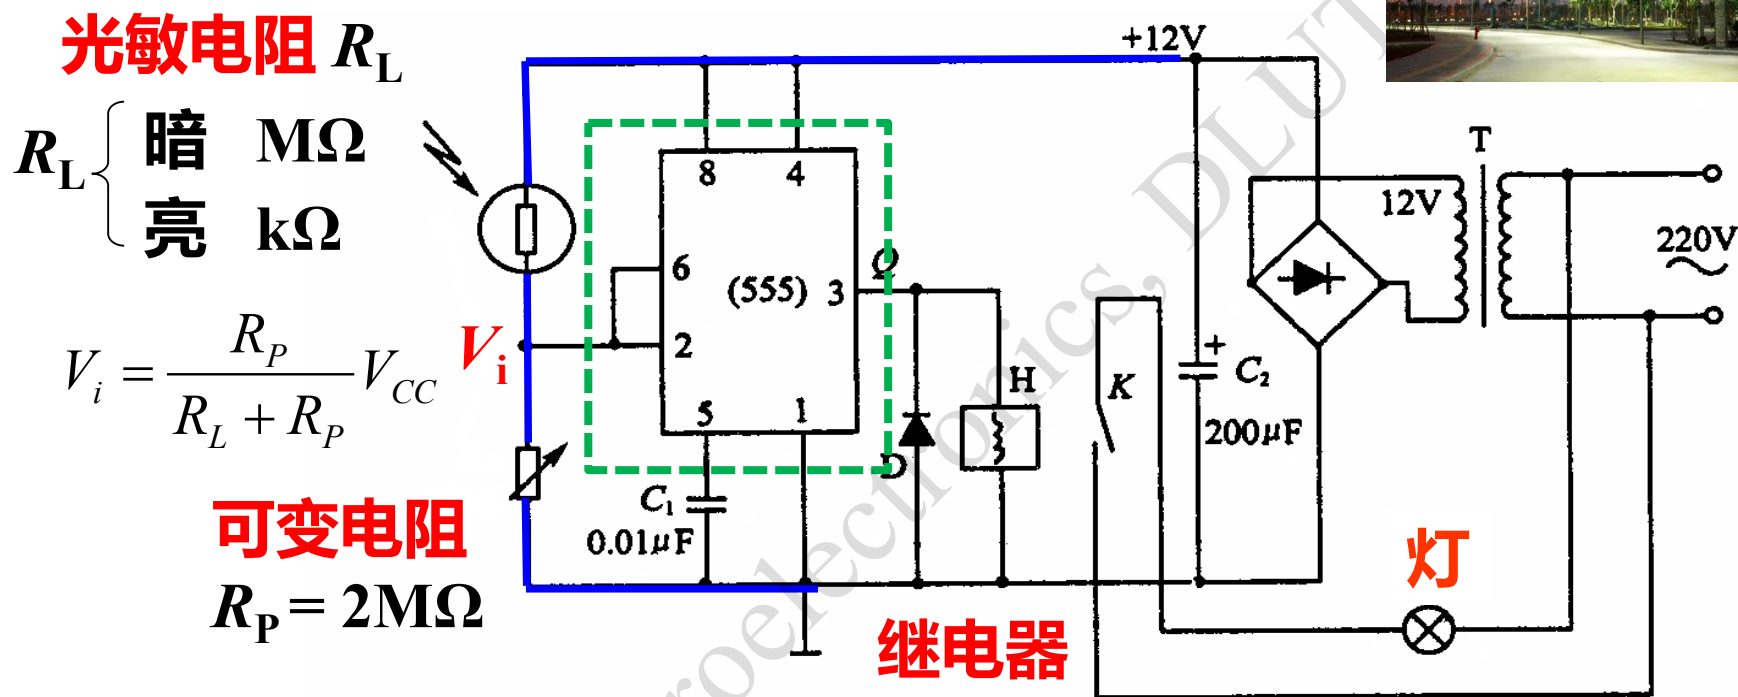 光敏电阻 RL
RL { 暗 MΩ
亮 kΩ
Vi = RP / (RL + RP) VCC
Vi
可变电阻
RP = 2MΩ
+12V
8 4
6
2
(555) 3
Q
5 1
C1
0.01μF
D
H
K
+
C2
200μF
12V
T
220V
～
继电器
灯
roelectronics, DLUT